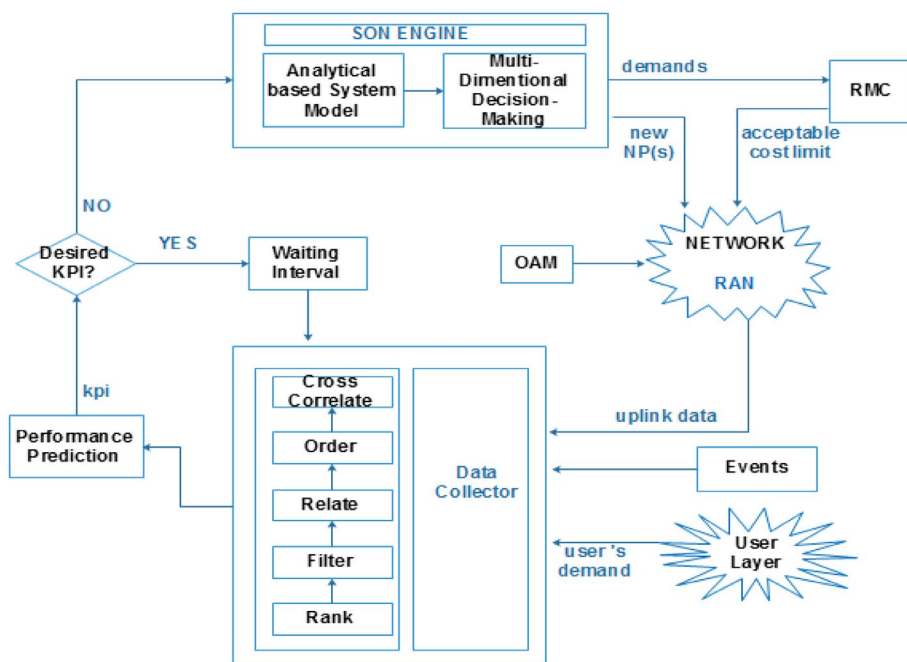 SON ENGINE
Analytical
based System
Model
Multi-
Dimentional
Decision-
Making
demands
RMC
new
NP(s)
acceptable
cost limit
NO
YES
Desired
KPI?
Waiting
Interval
OAM
NETWORK
RAN
kpi
Performance
Prediction
Cross
Correlate
Order
Relate
Filter
Rank
Data
Collector
uplink data
Events
user's
demand
User
Layer